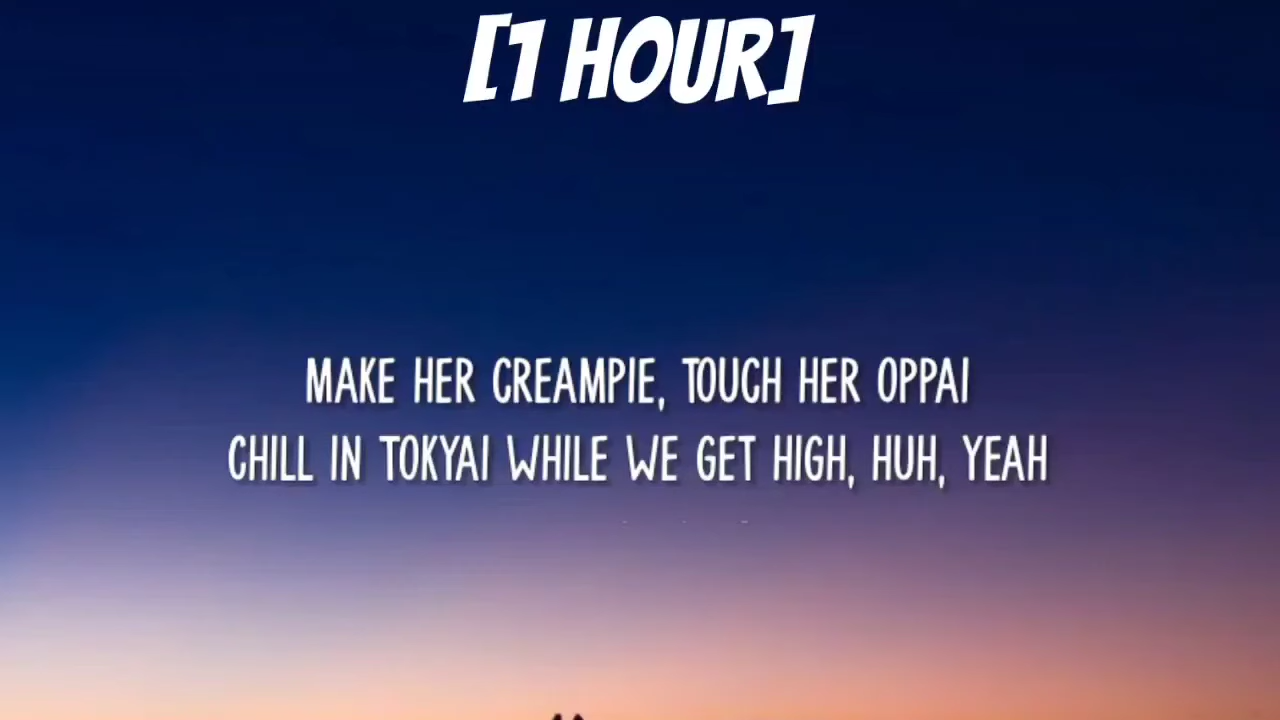 [1 HOUR]
MAKE HER CREAMPIE, TOUCH HER OPPAI
CHILL IN TOKYAI WHILE WE GET HIGH, HUH, YEAH